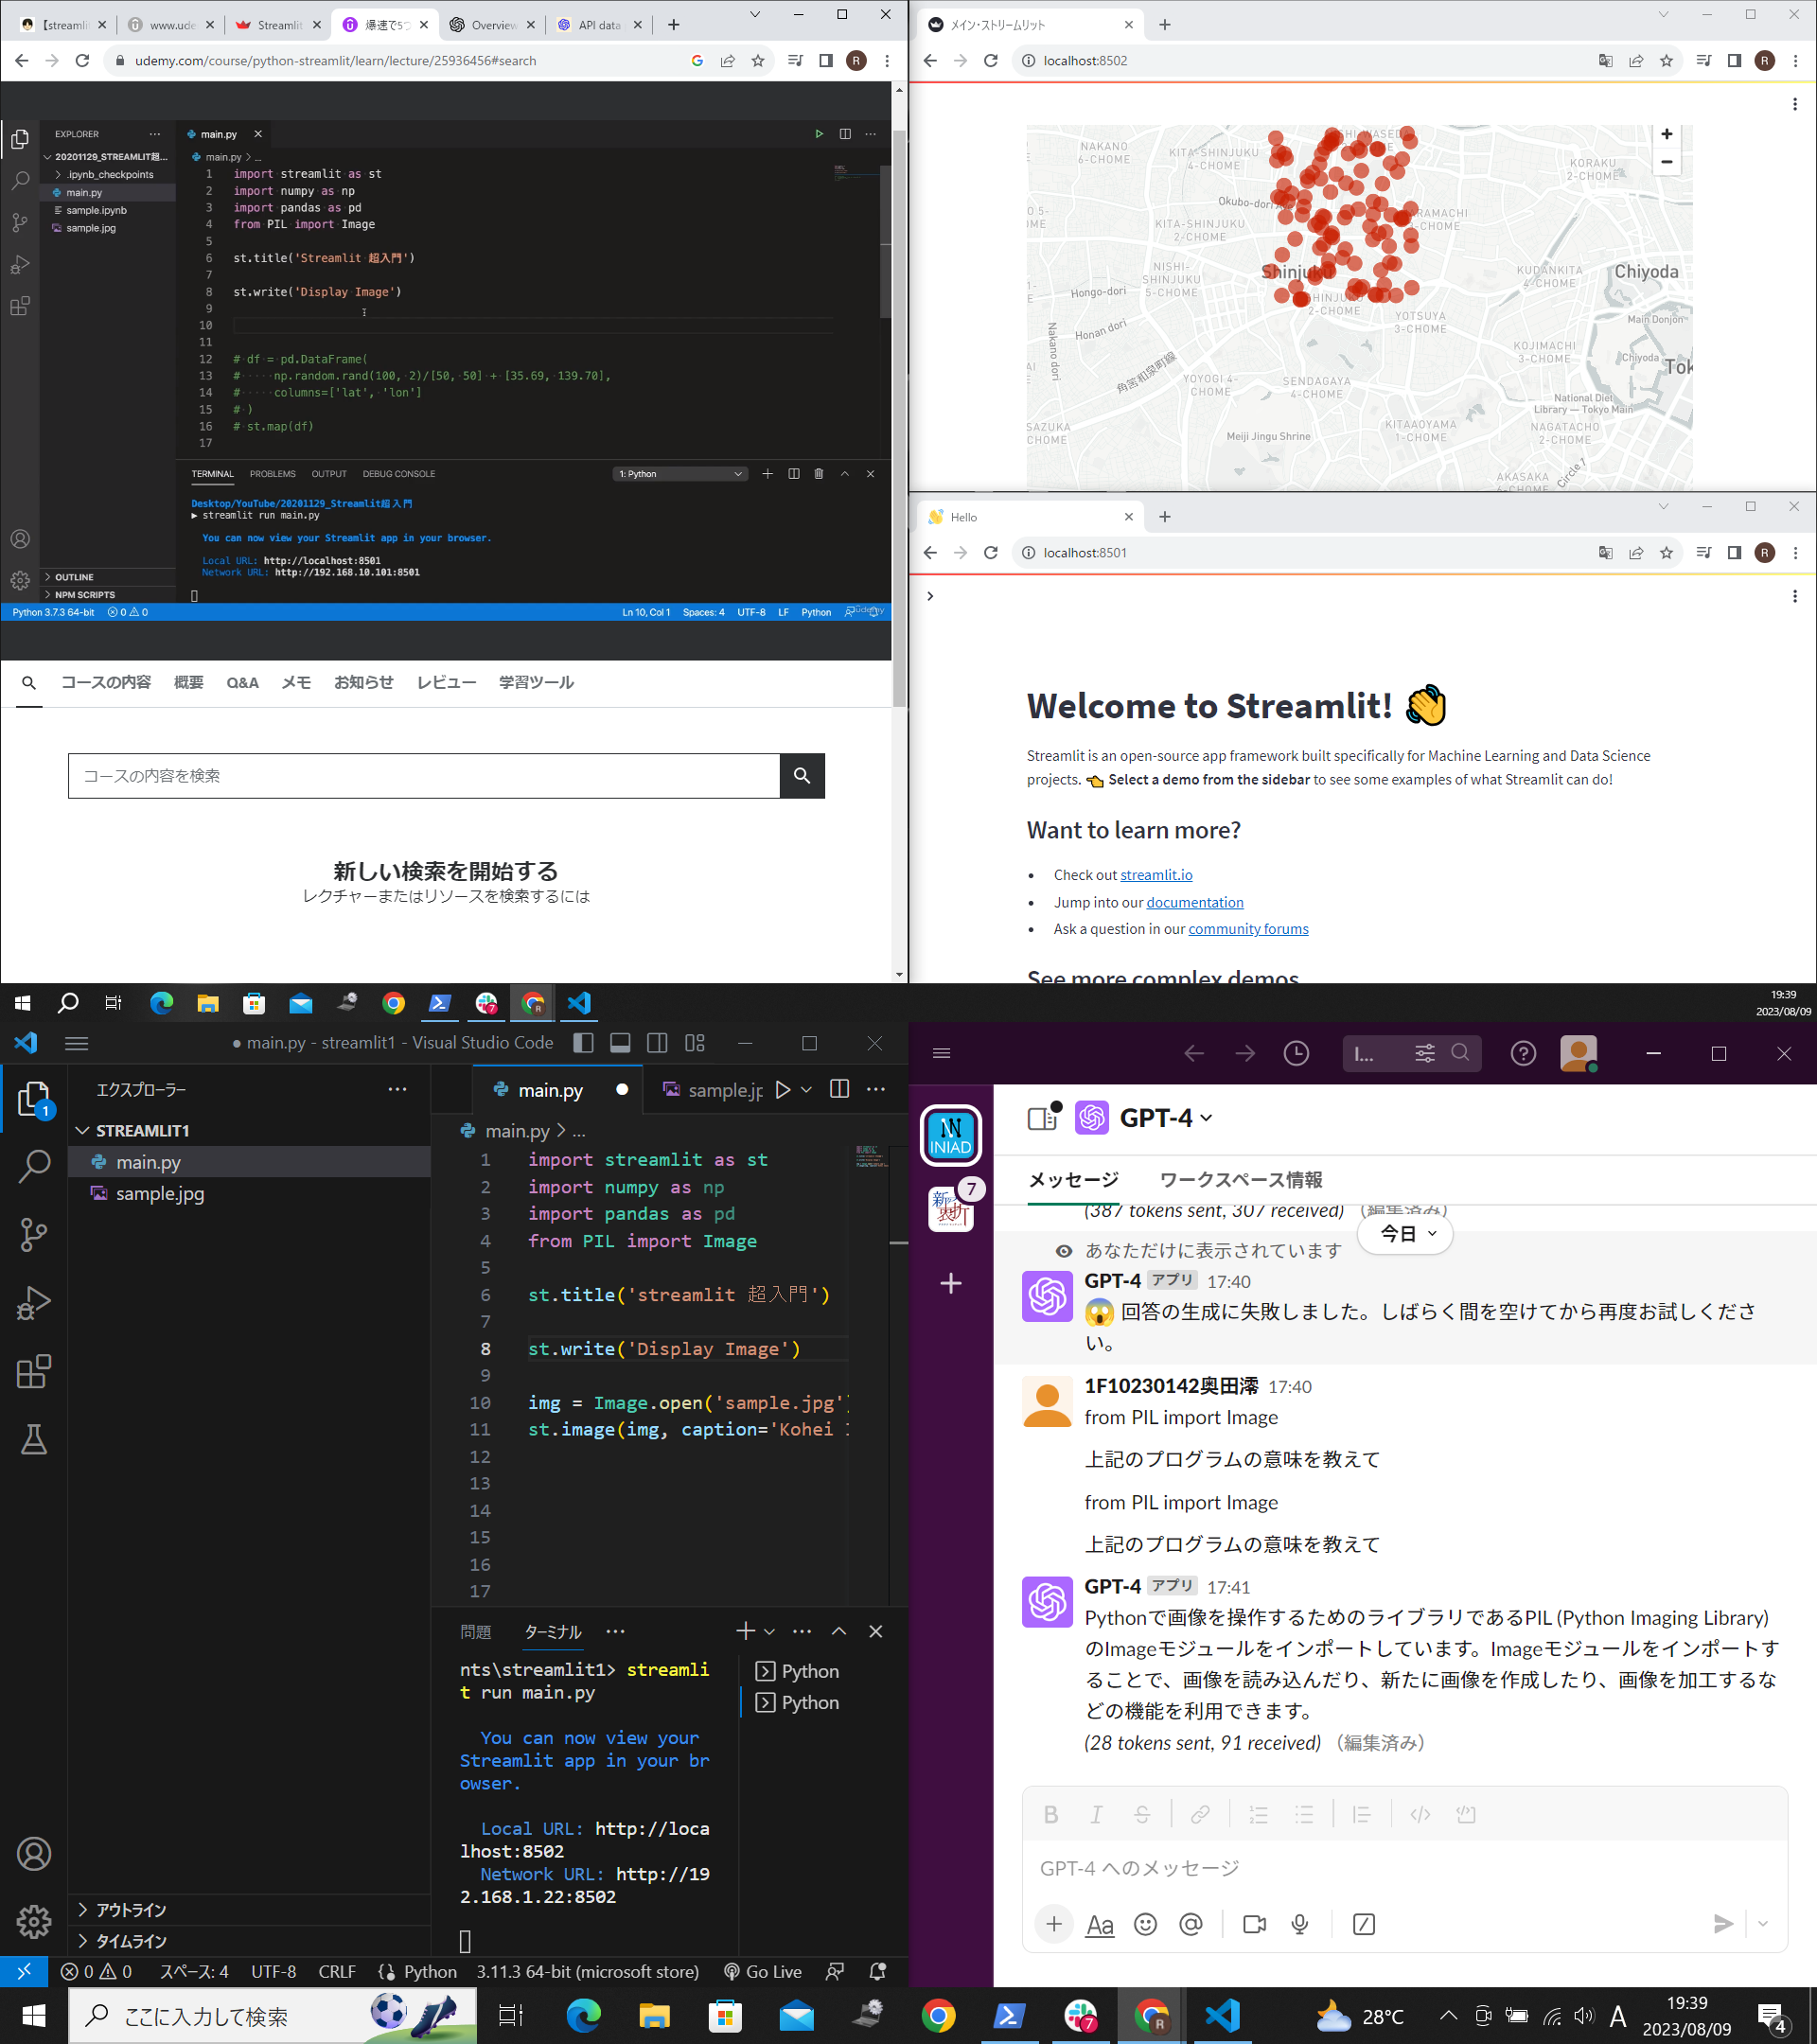 【streamlit
www.ude
Streamlit
爆速で5つ
Overview
API data
udemy.com/course/python-streamlit/learn/lecture/25936456#search
R
EXPLORER
main.py
20201129_STREAMLIT超...
.ipynb_checkpoints
main.py
sample.ipynb
sample.jpg
main.py > ...
1 import streamlit as st
2 import numpy as np
3 import pandas as pd
4 from PIL import Image
5
6 st.title('Streamlit 超入門')
7
8 st.write('Display Image')
9
10
11
12 # df = pd.DataFrame(
13 #     np.random.rand(100, 2)/[50, 50] + [35.69, 139.70],
14 #     columns=['lat', 'lon']
15 # )
16 # st.map(df)
17
TERMINAL PROBLEMS OUTPUT DEBUG CONSOLE
1: Python
Desktop/YouTube/20201129_Streamlit超入門
▶ streamlit run main.py
You can now view your Streamlit app in your browser.
Local URL: http://localhost:8501
Network URL: http://192.168.10.101:8501
OUTLINE
NPM SCRIPTS
Python 3.7.3 64-bit 0 0
Ln 10, Col 1 Spaces: 4 UTF-8 LF Python
Udemy
コースの内容 概要 Q&A メモ お知らせ レビュー 学習ツール
コースの内容を検索
新しい検索を開始する
レクチャーまたはリソースを検索するには
メイン・ストリームリット
localhost:8502
R
NAKANO
6-CHOME
KITA-SHINJUKU
4-CHOME
KORAKU
2-CHOME
Okubo-dori
KITA-SHINJUKU
2-CHOME
NISHI-
SHINJUKU
5-CHOME
Shinjuku
SHINJUKU
2-CHOME
KUDANKITA
4-CHOME
Chiyoda
Hongo-dori
Honan dori
Nakano dori
YOTSUYA
3-CHOME
Main Donjon
KOJIMACHI
3-CHOME
Chiyoda
Tok
角筈和泉町線
YOYOGI 4-
CHOME
SENDAGAYA
4-CHOME
National Diet
Library — Tokyo Main
Meiji Jingu Shrine
KITAAOYAMA
1-CHOME
NAGATACHO
2-CHOME
AKASAKA
6-CHOME
Circle 1
Hello
localhost:8501
R
Welcome to Streamlit! 👋
Streamlit is an open-source app framework built specifically for Machine Learning and Data Science
projects. 👈 Select a demo from the sidebar to see some examples of what Streamlit can do!
Want to learn more?
• Check out streamlit.io
• Jump into our documentation
• Ask a question in our community forums
See more complex demos
19:39
2023/08/09
● main.py - streamlit1 - Visual Studio Code
エクスプローラー
1
STREAMLIT1
main.py
sample.jpg
main.py
sample.jp
main.py > ...
1 import streamlit as st
2 import numpy as np
3 import pandas as pd
4 from PIL import Image
5
6 st.title('streamlit 超入門')
7
8 st.write('Display Image')
9
10 img = Image.open('sample.jpg'
11 st.image(img, caption='Kohei
12
13
14
15
16
17
問題 ターミナル
nts\streamlit1> streamli
t run main.py
You can now view your
Streamlit app in your br
owser.
Local URL: http://loca
lhost:8502
Network URL: http://19
2.168.1.22:8502
Python
Python
アウトライン
タイムライン
0 0 スペース: 4 UTF-8 CRLF Python 3.11.3 64-bit (microsoft store) Go Live
I...
INIAD
7
GPT-4
メッセージ ワークスペース情報
(387 tokens sent, 307 received) （編集済み）
今日
あなただけに表示されています
GPT-4 アプリ 17:40
😱 回答の生成に失敗しました。しばらく間を空けてから再度お試しくださ
い。
1F10230142奥田澪 17:40
from PIL import Image
上記のプログラムの意味を教えて
from PIL import Image
上記のプログラムの意味を教えて
GPT-4 アプリ 17:41
Pythonで画像を操作するためのライブラリであるPIL (Python Imaging Library)
のImageモジュールをインポートしています。Imageモジュールをインポートす
ることで、画像を読み込んだり、新たに画像を作成したり、画像を加工するな
どの機能を利用できます。
(28 tokens sent, 91 received) （編集済み）
GPT-4 へのメッセージ
Aa
ここに入力して検索
28°C
A
19:39
2023/08/09
4